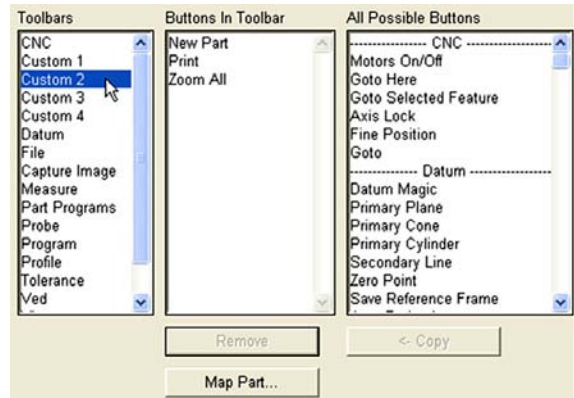 Toolbars
CNC
Custom 1
Custom 2
Custom 3
Custom 4
Datum
File
Capture Image
Measure
Part Programs
Probe
Program
Profile
Tolerance
Ved
Buttons In Toolbar
New Part
Print
Zoom All
Remove
Map Part...
All Possible Buttons
---------------- CNC ----------------
Motors On/Off
Goto Here
Goto Selected Feature
Axis Lock
Fine Position
Goto
--------------- Datum ------------------
Datum Magic
Primary Plane
Primary Cone
Primary Cylinder
Secondary Line
Zero Point
Save Reference Frame
<- Copy